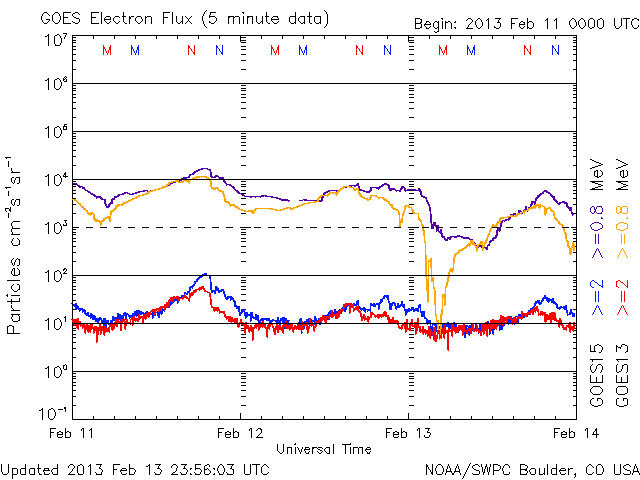 GOES Electron Flux (5 minute data)
Begin: 2013 Feb 11 0000 UTC
10⁷
M M N N M M N N M M N N
10⁶
10⁵
10⁴
10³
10²
10¹
10⁰
10⁻¹
Particles cm⁻²s⁻¹sr⁻¹
Feb 11 Feb 12 Feb 13 Feb 14
Universal Time
GOES15 >=2 >=0.8 MeV
GOES13 >=2 >=0.8 MeV
Updated 2013 Feb 13 23:56:03 UTC
NOAA/SWPC Boulder, CO USA